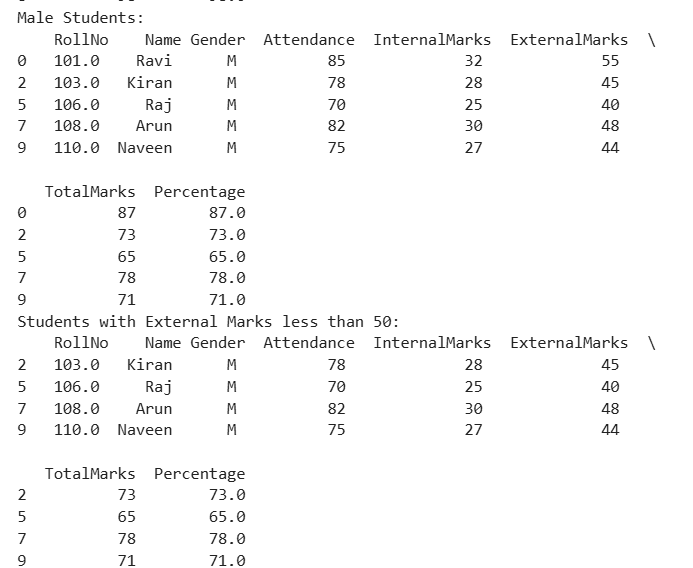 Male Students:
RollNo Name Gender Attendance InternalMarks ExternalMarks \
0 101.0 Ravi M 85 32 55
2 103.0 Kiran M 78 28 45
5 106.0 Raj M 70 25 40
7 108.0 Arun M 82 30 48
9 110.0 Naveen M 75 27 44
TotalMarks Percentage
0 87 87.0
2 73 73.0
5 65 65.0
7 78 78.0
9 71 71.0
Students with External Marks less than 50:
RollNo Name Gender Attendance InternalMarks ExternalMarks \
2 103.0 Kiran M 78 28 45
5 106.0 Raj M 70 25 40
7 108.0 Arun M 82 30 48
9 110.0 Naveen M 75 27 44
TotalMarks Percentage
2 73 73.0
5 65 65.0
7 78 78.0
9 71 71.0